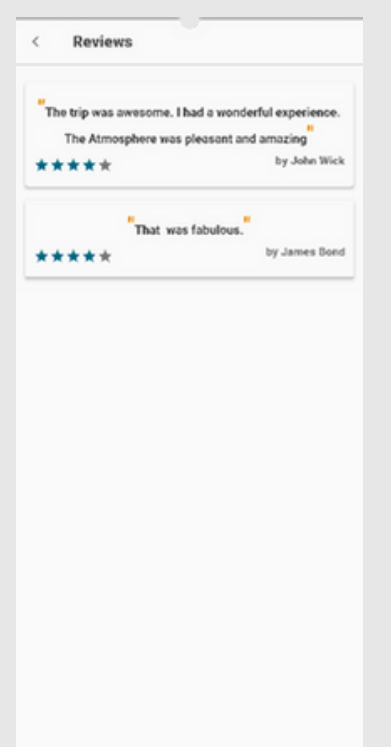 Reviews
"The trip was awesome. I had a wonderful experience.
The Atmosphere was pleasant and amazing"
by John Wick
"That was fabulous."
by James Bond